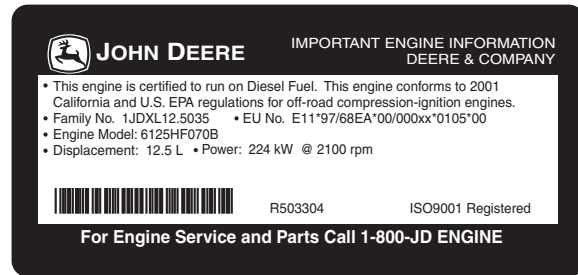 JOHN DEERE
IMPORTANT ENGINE INFORMATION
DEERE & COMPANY
• This engine is certified to run on Diesel Fuel. This engine conforms to 2001
California and U.S. EPA regulations for off-road compression-ignition engines.
• Family No. 1JDXL12.5035 • EU No. E11*97/68EA*00/000xx*0105*00
• Engine Model: 6125HF070B
• Displacement: 12.5 L • Power: 224 kW @ 2100 rpm
R503304 ISO9001 Registered
For Engine Service and Parts Call 1-800-JD ENGINE